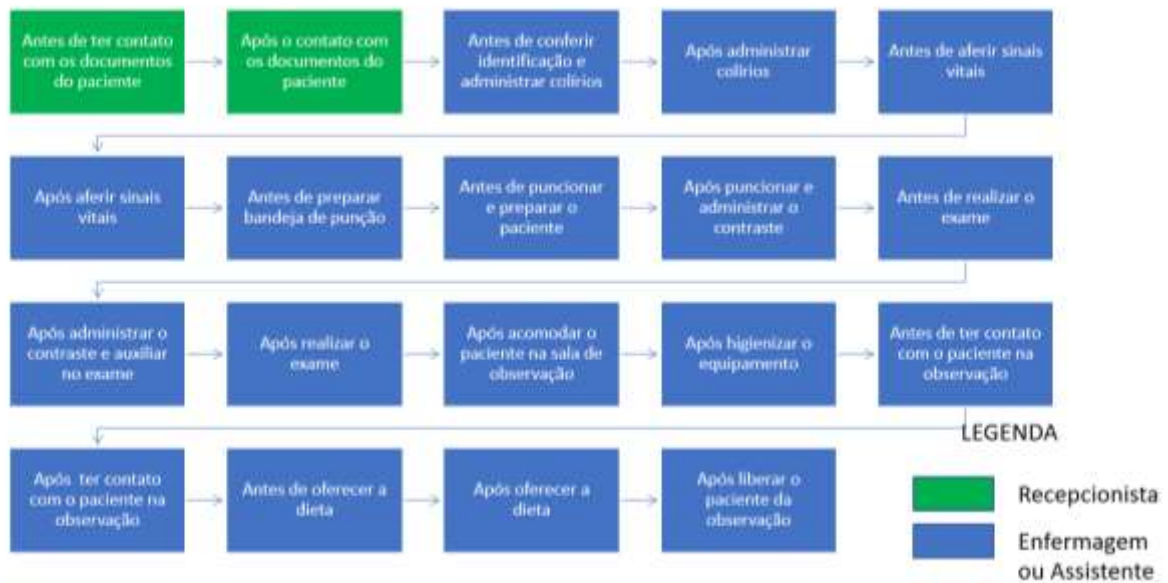 Antes de ter contato
com os documentos
do paciente
Após o contato com
os documentos do
paciente
Antes de conferir
identificação e
administrar colírios
Após administrar
colírios
Antes de aferir sinais
vitais
Após aferir sinais
vitais
Antes de preparar
bandeja de punção
Antes de puncionar
e preparar o
paciente
Após puncionar e
administrar o
contraste
Antes de realizar o
exame
Após administrar o
contraste e auxiliar
no exame
Após realizar o
exame
Após acomodar o
paciente na sala de
observação
Após higienizar o
equipamento
Antes de ter contato
com o paciente na
observação
Após ter contato
com o paciente na
observação
Antes de oferecer a
dieta
Após oferecer a
dieta
Após liberar o
paciente da
observação
LEGENDA
Recepcionista
Enfermagem
ou Assistente